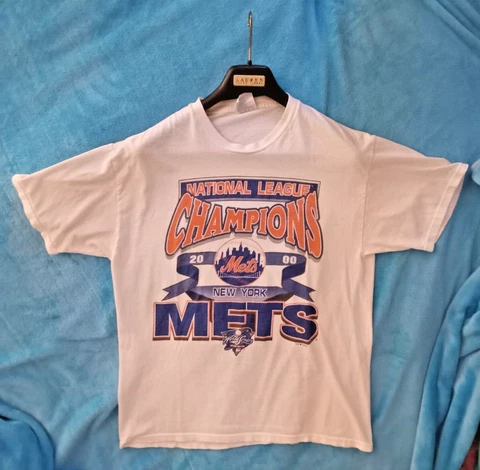 NATIONAL LEAGUE
CHAMPIONS
20 00
Mets
NEW YORK
METS